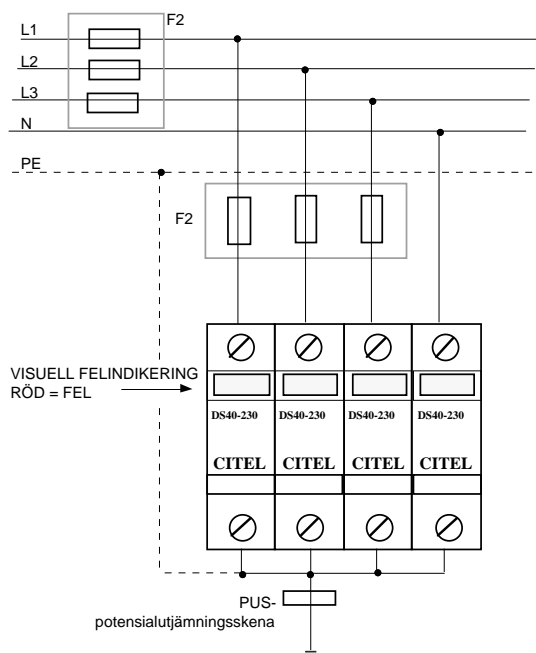 F2
L1
L2
L3
N
PE
F2
VISUELL FELINDIKERING
RÖD = FEL
DS40-230
DS40-230
DS40-230
DS40-230
CITEL
CITEL
CITEL
CITEL
PUS-
potensialutjämningsskena